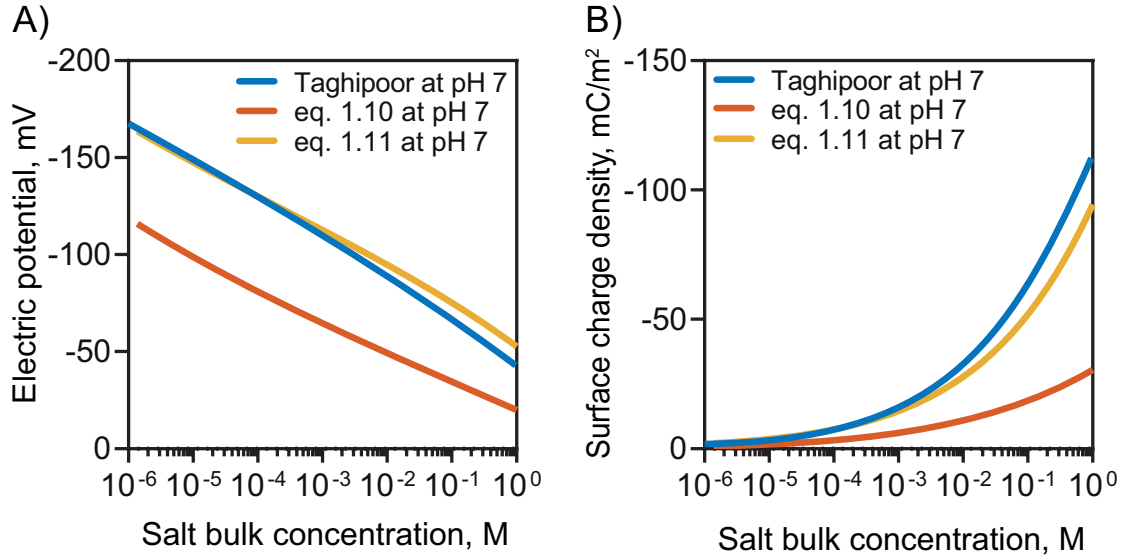 A)
-200
-150
-100
-50
0
Electric potential, mV
Taghipoor at pH 7
eq. 1.10 at pH 7
eq. 1.11 at pH 7
10-6 10-5 10-4 10-3 10-2 10-1 100
Salt bulk concentration, M
B)
-150
-100
-50
0
Surface charge density, mC/m2
Taghipoor at pH 7
eq. 1.10 at pH 7
eq. 1.11 at pH 7
10-6 10-5 10-4 10-3 10-2 10-1 100
Salt bulk concentration, M